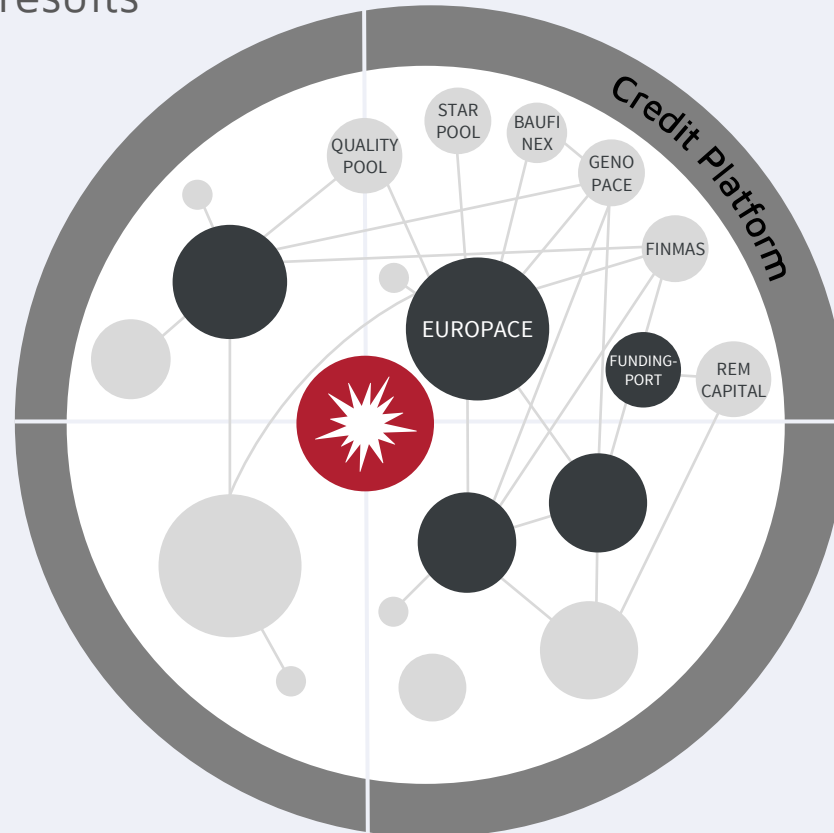 results
Credit Platform
STAR
POOL
BAUFI
NEX
QUALITY
POOL
GENO
PACE
FINMAS
EUROPACE
FUNDING-
PORT
REM
CAPITAL